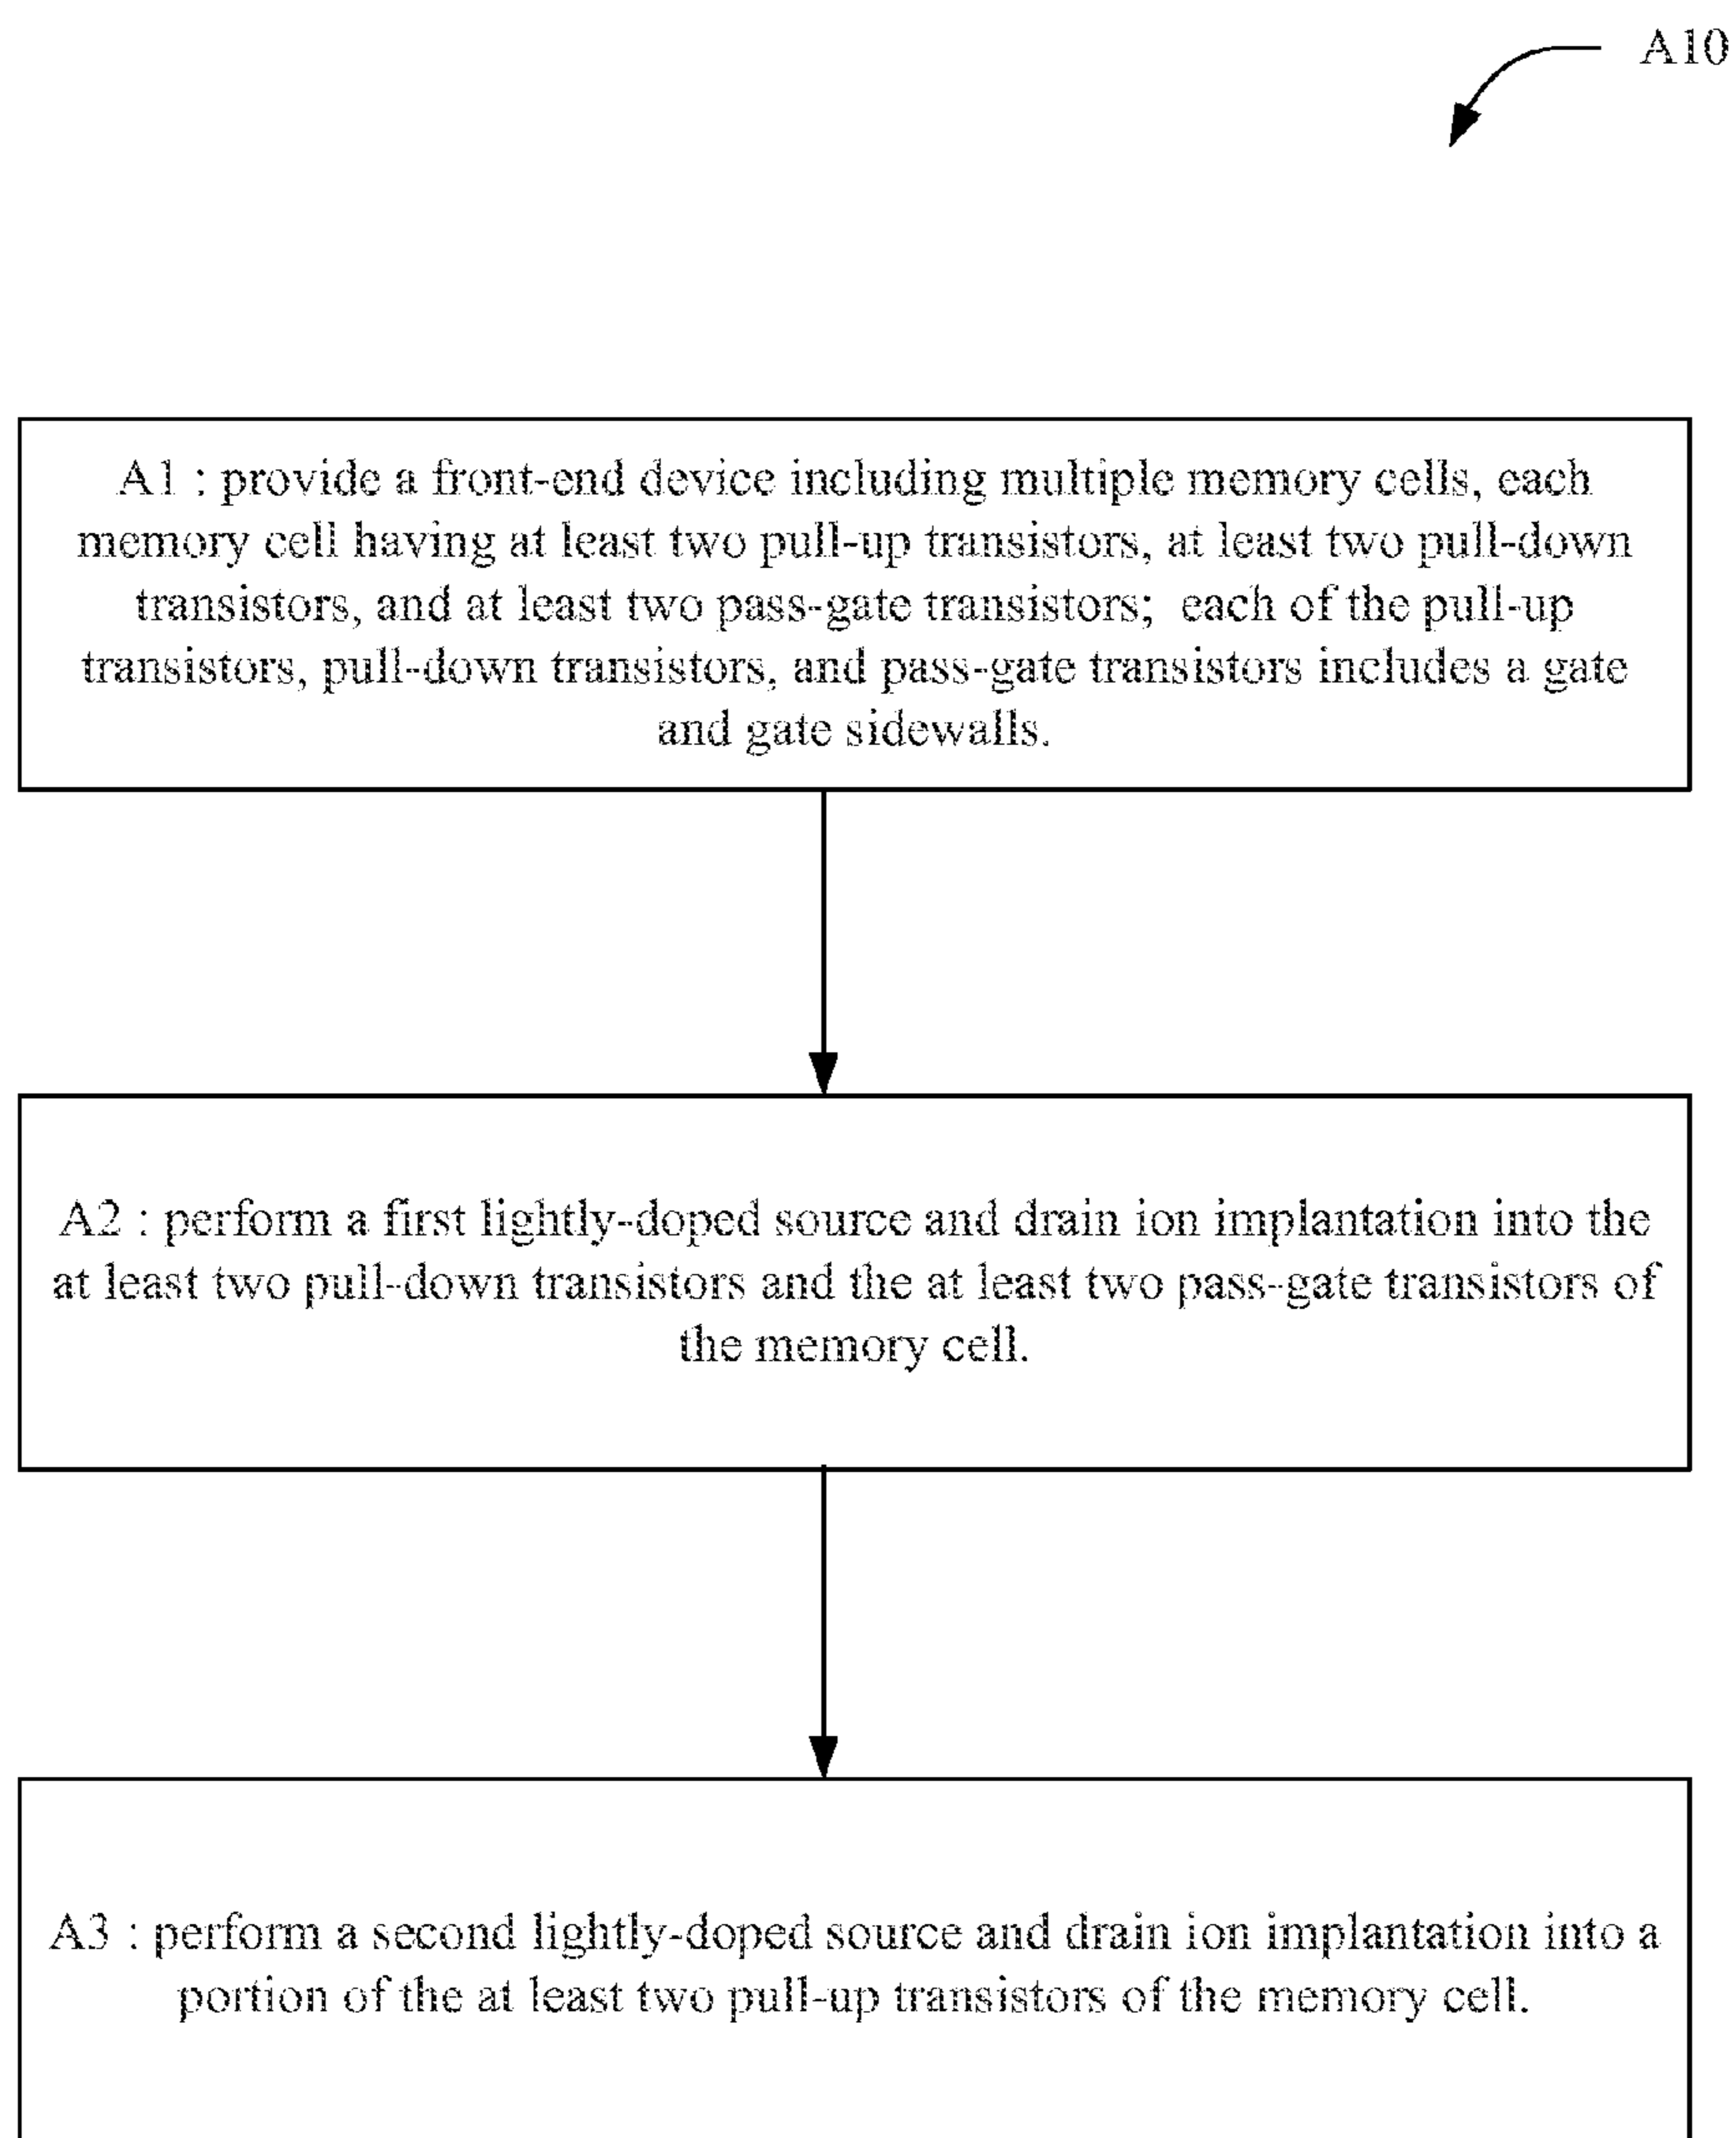 A10
A1 : provide a front-end device including multiple memory cells, each
memory cell having at least two pull-up transistors, at least two pull-down
transistors, and at least two pass-gate transistors; each of the pull-up
transistors, pull-down transistors, and pass-gate transistors includes a gate
and gate sidewalls.
A2 : perform a first lightly-doped source and drain ion implantation into the
at least two pull-down transistors and the at least two pass-gate transistors of
the memory cell.
A3 : perform a second lightly-doped source and drain ion implantation into a
portion of the at least two pull-up transistors of the memory cell.